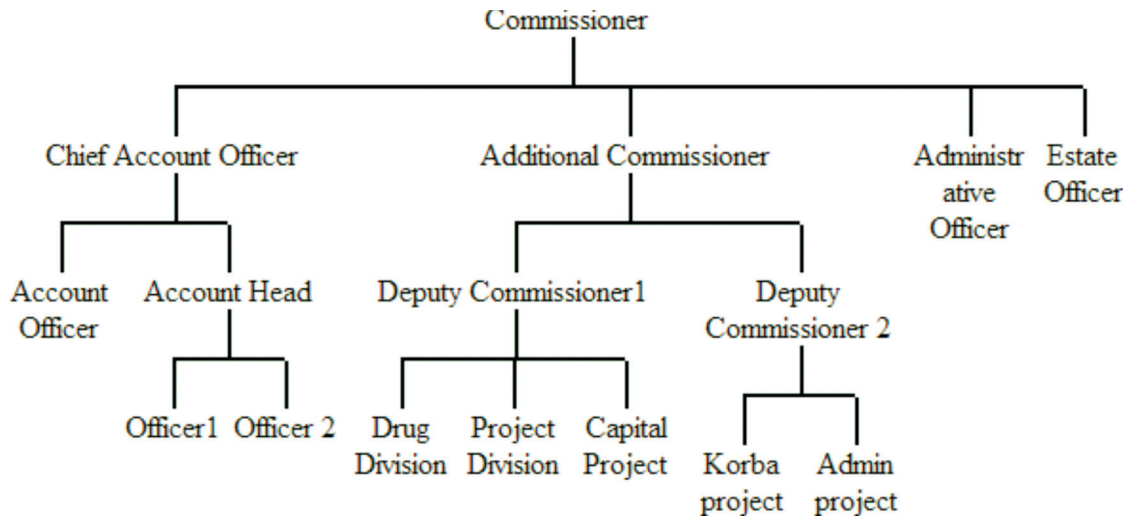 Commissioner
Chief Account Officer
Additional Commissioner
Administr
ative
Officer
Estate
Officer
Account
Officer
Account Head
Deputy Commissioner1
Deputy
Commissioner 2
Officer1
Officer 2
Drug
Division
Project
Division
Capital
Project
Korba
project
Admin
project